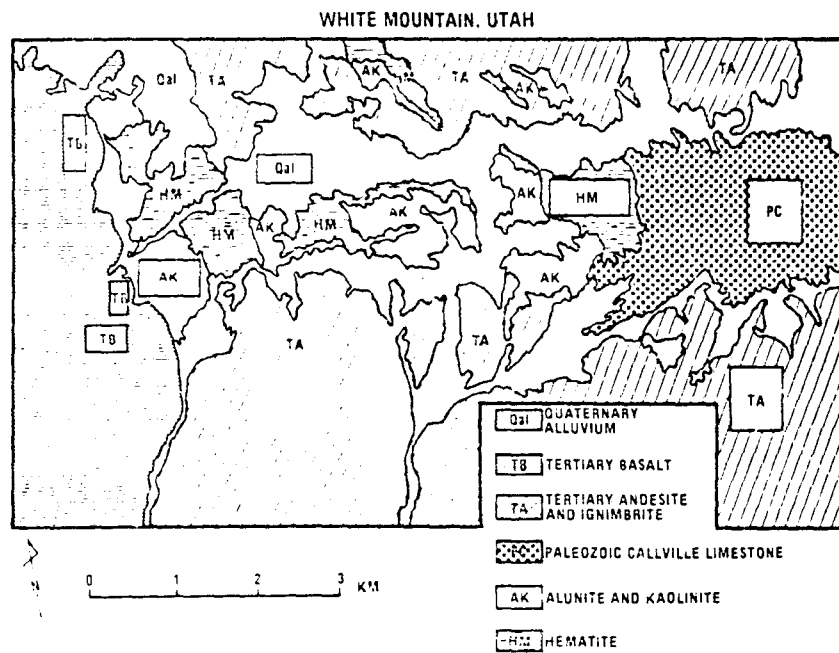 WHITE MOUNTAIN, UTAH
Qal TA AK HM TA AK TA
TB
Qal
HM AK HM PC
HM AK HM AK
AK AK
TB
TB TA TA
TA
Qal QUATERNARY
ALLUVIUM
TB TERTIARY BASALT
TA TERTIARY ANDESITE
AND IGNIMBRITE
PC PALEOZOIC CALLVILLE LIMESTONE
AK ALUNITE AND KAOLINITE
HM HEMATITE
N
0 1 2 3 KM